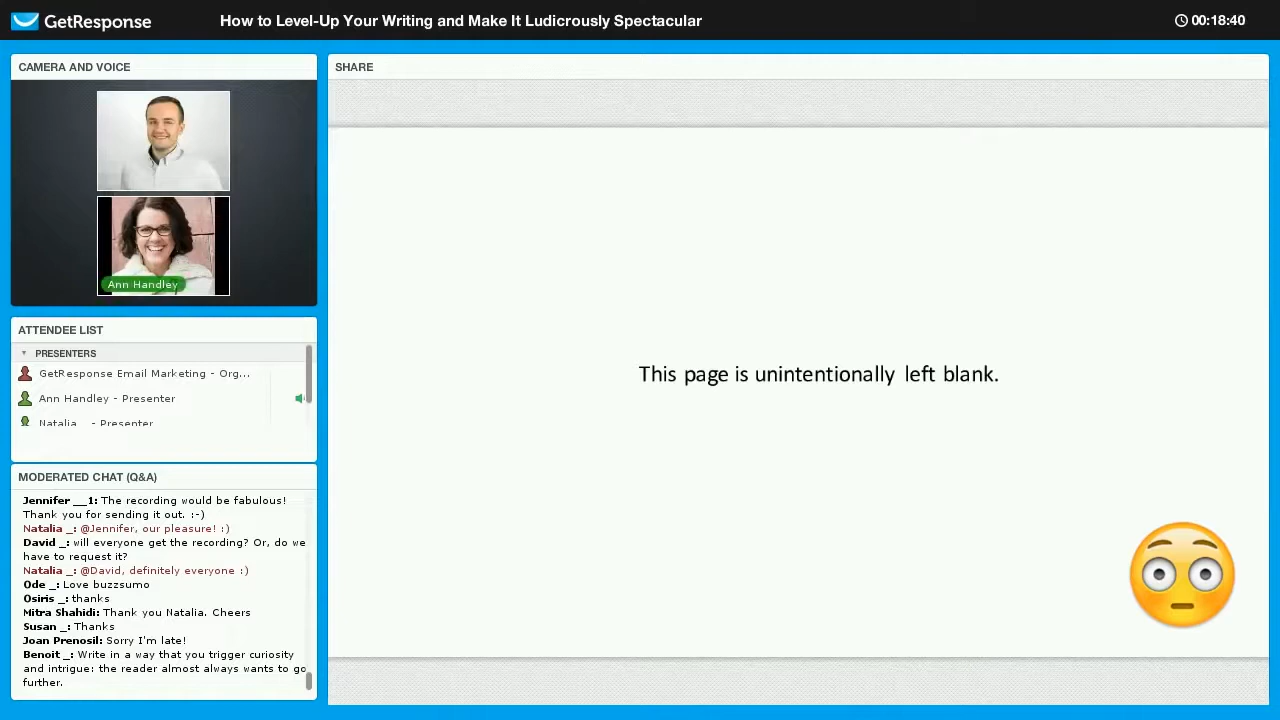 GetResponse
How to Level-Up Your Writing and Make It Ludicrously Spectacular
00:18:40
CAMERA AND VOICE
Ann Handley
ATTENDEE LIST
PRESENTERS
GetResponse Email Marketing - Org...
Ann Handley - Presenter
Natalia _ - Presenter
MODERATED CHAT (Q&A)
Jennifer __1: The recording would be fabulous!
Thank you for sending it out. :-)
Natalia _: @Jennifer, our pleasure! :)
David _: will everyone get the recording? Or, do we
have to request it?
Natalia _: @David, definitely everyone :)
Ode _: Love buzzsumo
Osiris _: thanks
Mitra Shahidi: Thank you Natalia. Cheers
Susan _: Thanks
Joan Prenosil: Sorry I'm late!
Benoit _: Write in a way that you trigger curiosity
and intrigue: the reader almost always wants to go
further.
SHARE
This page is unintentionally left blank.